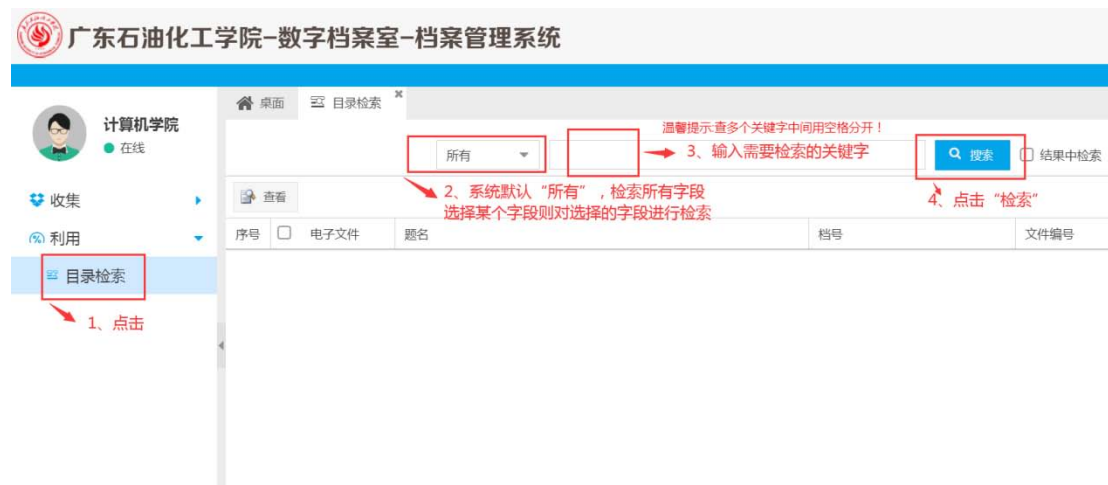 广东石油化工学院-数字档案室-档案管理系统
桌面 目录检索
计算机学院
在线
温馨提示:查多个关键字中间用空格分开！
所有 3、输入需要检索的关键字 搜索 结果中检索
收集
查看
2、系统默认“所有”，检索所有字段
选择某个字段则对选择的字段进行检索
4、点击“检索”
利用
序号 电子文件 题名 档号 文件编号
目录检索
1、点击